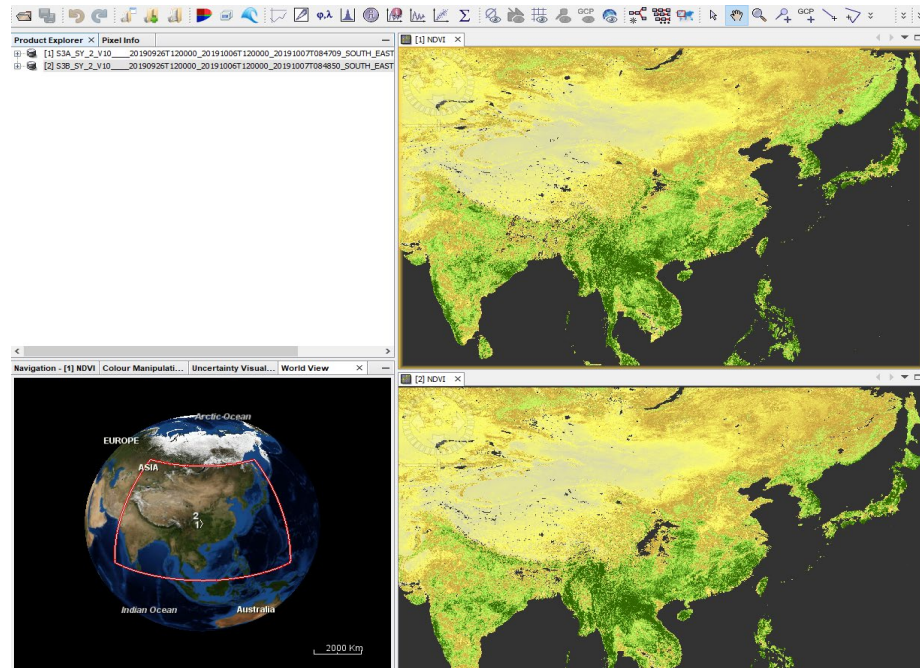 φ,λ Σ GCP GCP
Product Explorer × Pixel Info
[1] S3A_SY_2_V10____20190926T120000_20191006T120000_20191007T084709_SOUTH_EAST
[2] S3B_SY_2_V10____20190926T120000_20191006T120000_20191007T084850_SOUTH_EAST
[1] NDVI ×
Navigation - [1] NDVI Colour Manipulati... Uncertainty Visual... World View ×
Arctic Ocean
EUROPE
ASIA
2
1
Indian Ocean
Australia
2000 Km
[2] NDVI ×